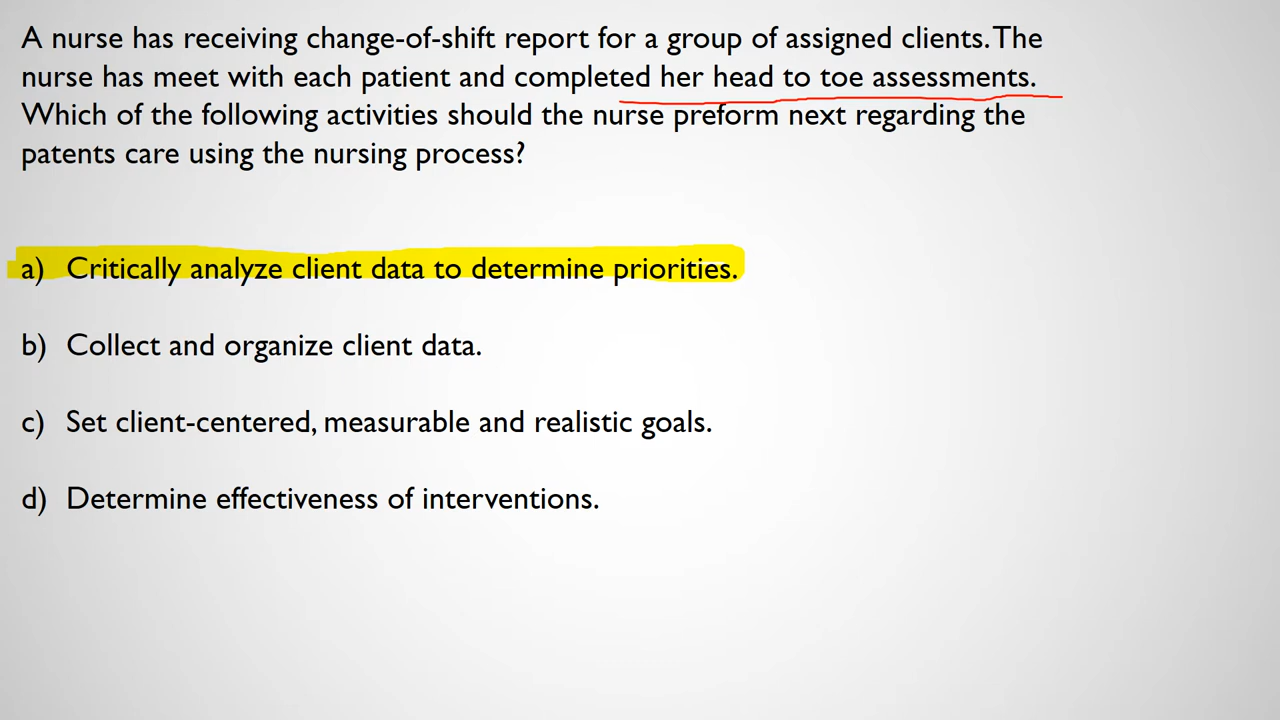 A nurse has receiving change-of-shift report for a group of assigned clients. The
nurse has meet with each patient and completed her head to toe assessments.
Which of the following activities should the nurse preform next regarding the
patents care using the nursing process?
a) Critically analyze client data to determine priorities.
b) Collect and organize client data.
c) Set client-centered, measurable and realistic goals.
d) Determine effectiveness of interventions.